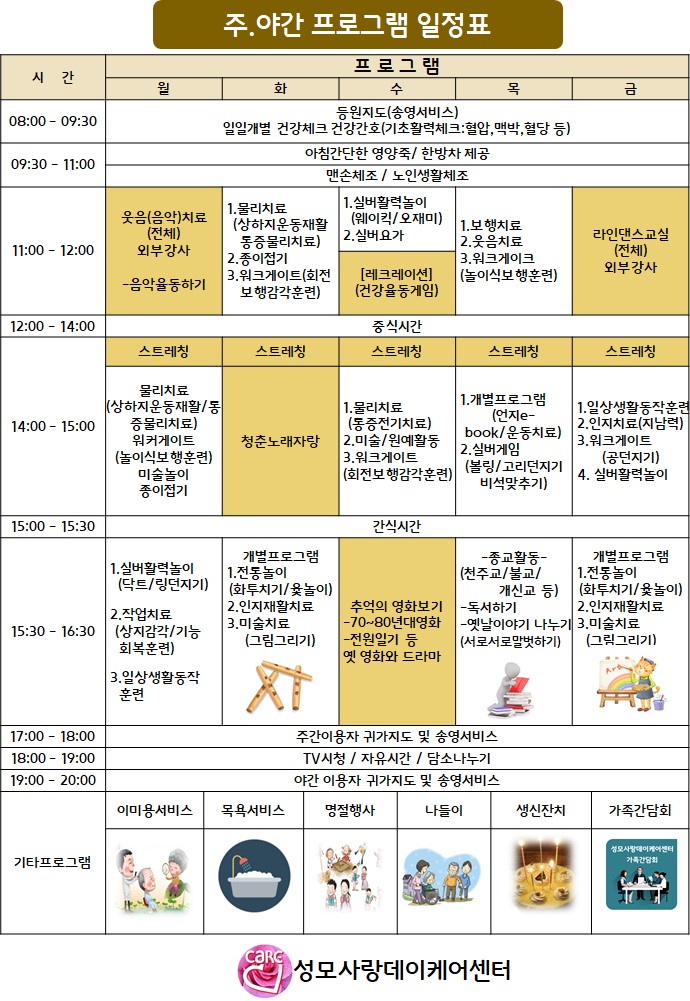 주.야간 프로그램 일정표
시 간
프 로 그 램
월 화 수 목 금
08:00 - 09:30
등원지도(송영서비스)
일일개별 건강체크 건강간호(기초활력체크:혈압,맥박,혈당 등)
09:30 - 11:00
아침간단한 영양죽/ 한방차 제공
맨손체조 / 노인생활체조
11:00 - 12:00
웃음(음악)치료
(전체)
외부강사
-음악율동하기
1.물리치료
(상하지운동재활
통증물리치료)
2.종이접기
3.워크게이트(회전
보행감각훈련)
1.실버활력놀이
(웨이킥/오재미)
2.실버요가
[레크레이션]
(건강율동게임)
1.보행치료
2.웃음치료
3.워크게이크
(놀이식보행훈련)
라인댄스교실
(전체)
외부강사
12:00 - 14:00
중식시간
14:00 - 15:00
스트레칭 스트레칭 스트레칭 스트레칭 스트레칭
물리치료
(상하지운동재활/통
증물리치료)
워커게이트
(놀이식보행훈련)
미술놀이
종이접기
청춘노래자랑
1.물리치료
(통증전기치료)
2.미술/원예활동
3.워크게이트
(회전보행감각훈련)
1.개별프로그램
(언지e-
book/운동치료)
2.실버게임
(볼링/고리던지기
비석맞추기)
1.일상생활동작훈련
2.인지치료(지남력)
3.워크게이트
(공던지기)
4. 실버활력놀이
15:00 - 15:30
간식시간
15:30 - 16:30
1.실버활력놀이
(닥트/링던지기)
2.작업치료
(상지감각/기능
회복훈련)
3.일상생활동작
훈련
개별프로그램
1.전통놀이
(화투치기/윷놀이)
2.인지재활치료
3.미술치료
(그림그리기)
추억의 영화보기
-70~80년대영화
-전원일기 등
옛 영화와 드라마
-종교활동-
(천주교/불교/
개신교 등)
-독서하기
-옛날이야기 나누기
(서로서로말벗하기)
개별프로그램
1.전통놀이
(화투치기/윷놀이)
2.인지재활치료
3.미술치료
(그림그리기)
17:00 - 18:00
주간이용자 귀가지도 및 송영서비스
18:00 - 19:00
TV시청 / 자유시간 / 담소나누기
19:00 - 20:00
야간 이용자 귀가지도 및 송영서비스
기타프로그램
이미용서비스 목욕서비스 명절행사 나들이 생신잔치 가족간담회
성모사랑데이케어센터
가족간담회
CARE
성모사랑데이케어센터